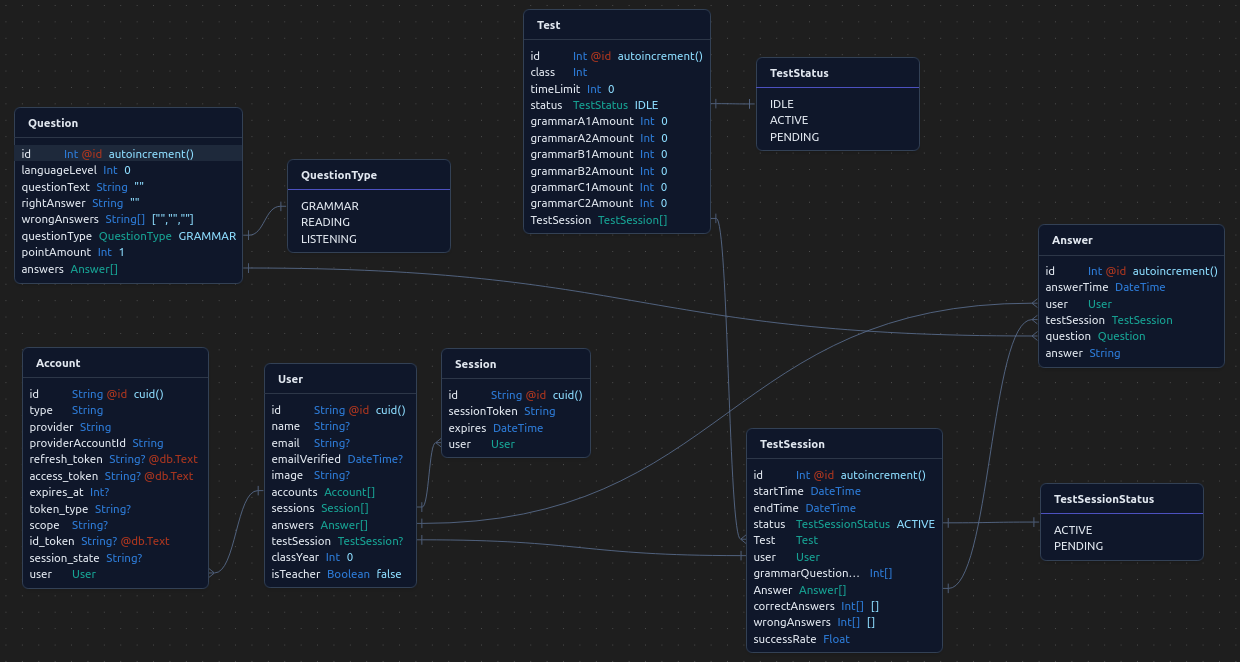 Test
id Int @id autoincrement()
class Int
timeLimit Int 0
status TestStatus IDLE
grammarA1Amount Int 0
grammarA2Amount Int 0
grammarB1Amount Int 0
grammarB2Amount Int 0
grammarC1Amount Int 0
grammarC2Amount Int 0
TestSession TestSession[]
TestStatus
IDLE
ACTIVE
PENDING
Question
id Int @id autoincrement()
languageLevel Int 0
questionText String ""
rightAnswer String ""
wrongAnswers String[] ["","",""]
questionType QuestionType GRAMMAR
pointAmount Int 1
answers Answer[]
QuestionType
GRAMMAR
READING
LISTENING
Answer
id Int @id autoincrement()
answerTime DateTime
user User
testSession TestSession
question Question
answer String
Account
id String @id cuid()
type String
provider String
providerAccountId String
refresh_token String? @db.Text
access_token String? @db.Text
expires_at Int?
token_type String?
scope String?
id_token String? @db.Text
session_state String?
user User
User
id String @id cuid()
name String?
email String?
emailVerified DateTime?
image String?
accounts Account[]
sessions Session[]
answers Answer[]
testSession TestSession?
classYear Int 0
isTeacher Boolean false
Session
id String @id cuid()
sessionToken String
expires DateTime
user User
TestSession
id Int @id autoincrement()
startTime DateTime
endTime DateTime
status TestSessionStatus ACTIVE
Test Test
user User
grammarQuestion... Int[]
Answer Answer[]
correctAnswers Int[] []
wrongAnswers Int[] []
successRate Float
TestSessionStatus
ACTIVE
PENDING